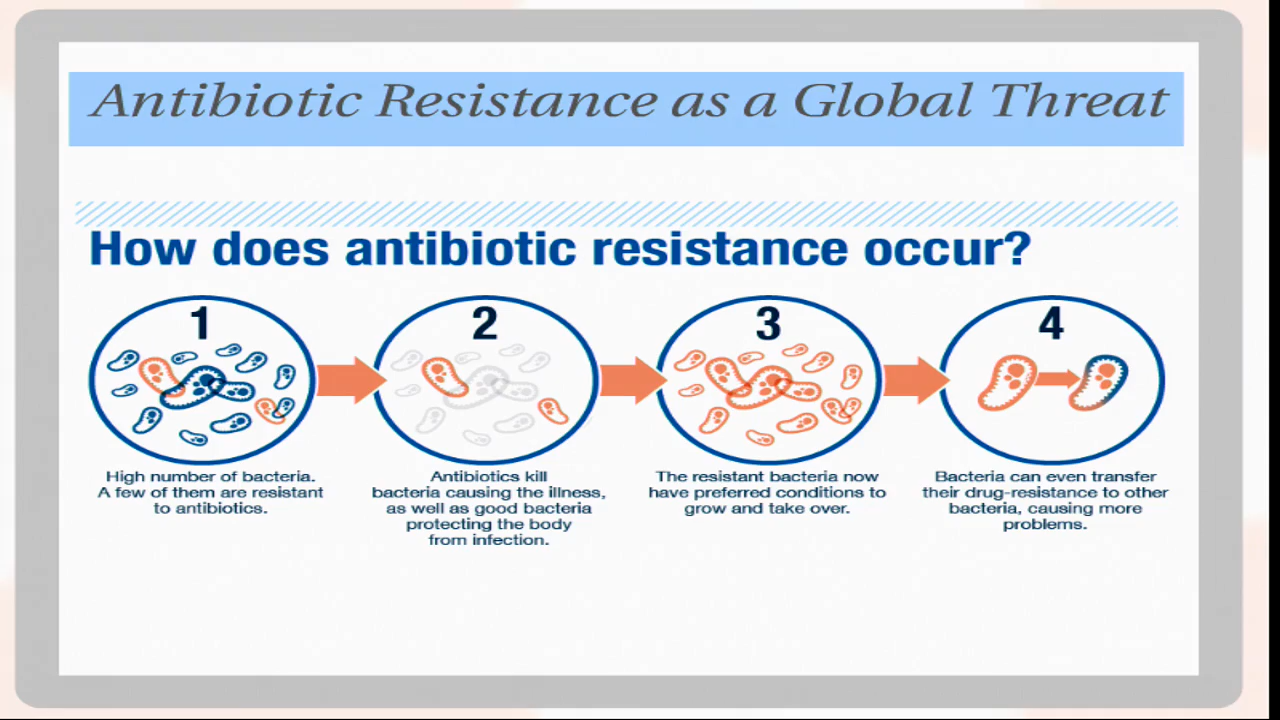 Antibiotic Resistance as a Global Threat
How does antibiotic resistance occur?
1
High number of bacteria.
A few of them are resistant
to antibiotics.
2
Antibiotics kill
bacteria causing the illness,
as well as good bacteria
protecting the body
from infection.
3
The resistant bacteria now
have preferred conditions to
grow and take over.
4
Bacteria can even transfer
their drug-resistance to other
bacteria, causing more
problems.